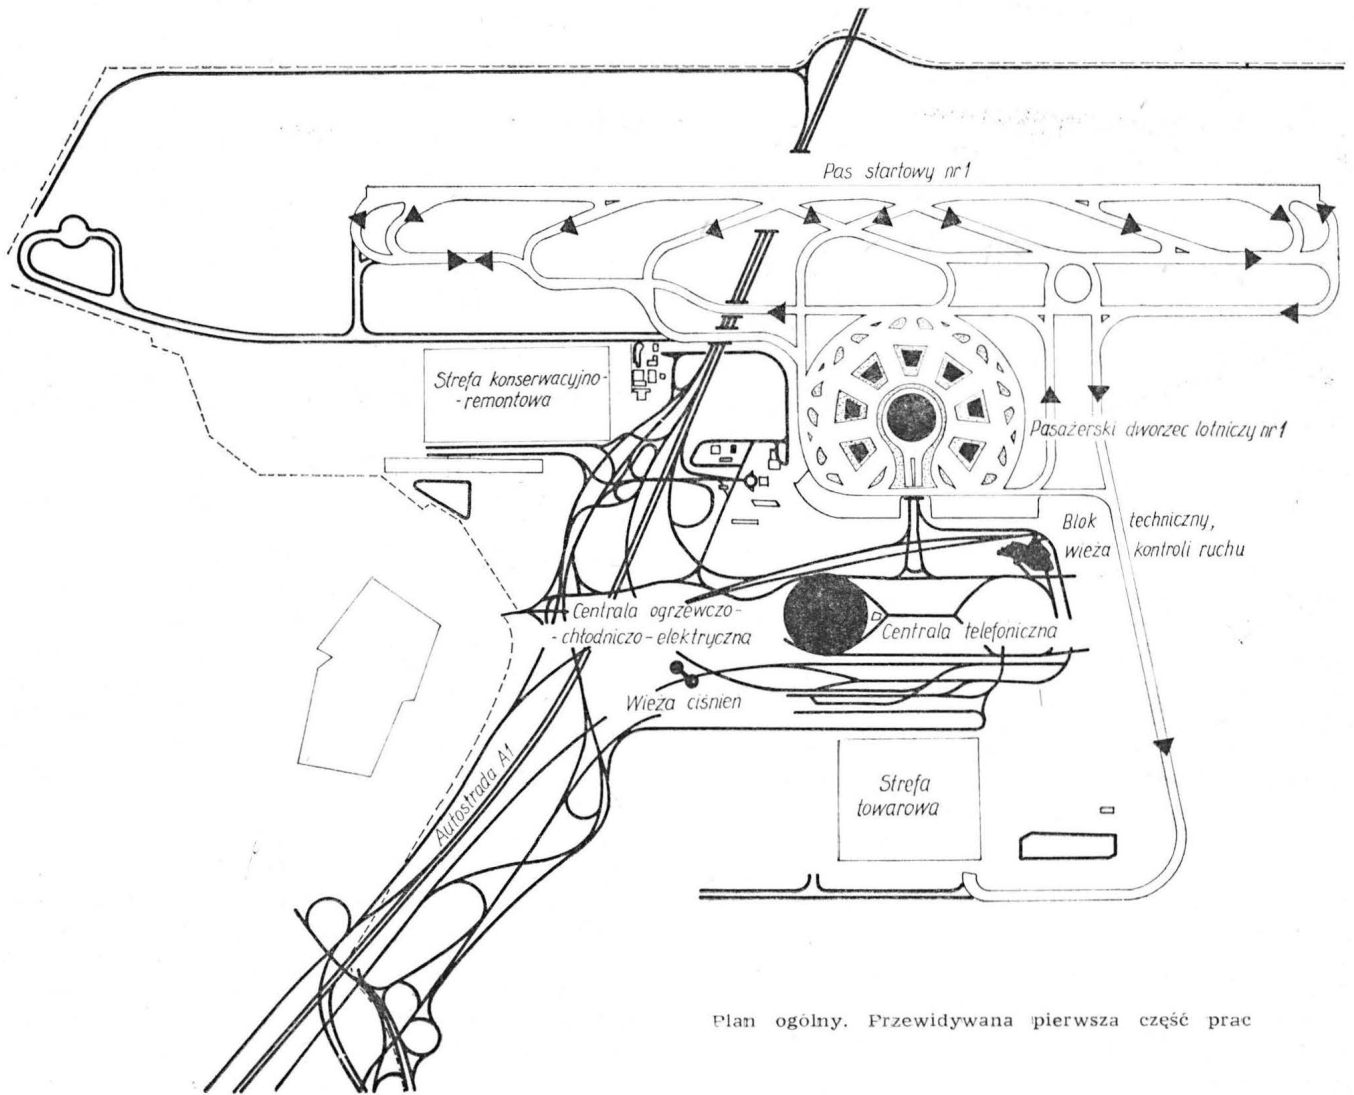 Pas startowy nr 1
Strefa konserwacyjno-
-remontowa
Pasażerski dworzec lotniczy nr 1
Blok techniczny,
wieża kontroli ruchu
Centrala ogrzewczo-
-chłodniczo-elektryczna
Centrala telefoniczna
Wieża ciśnien
Autostrada A1
Strefa
towarowa
Plan ogólny. Przewidywana pierwsza część prac